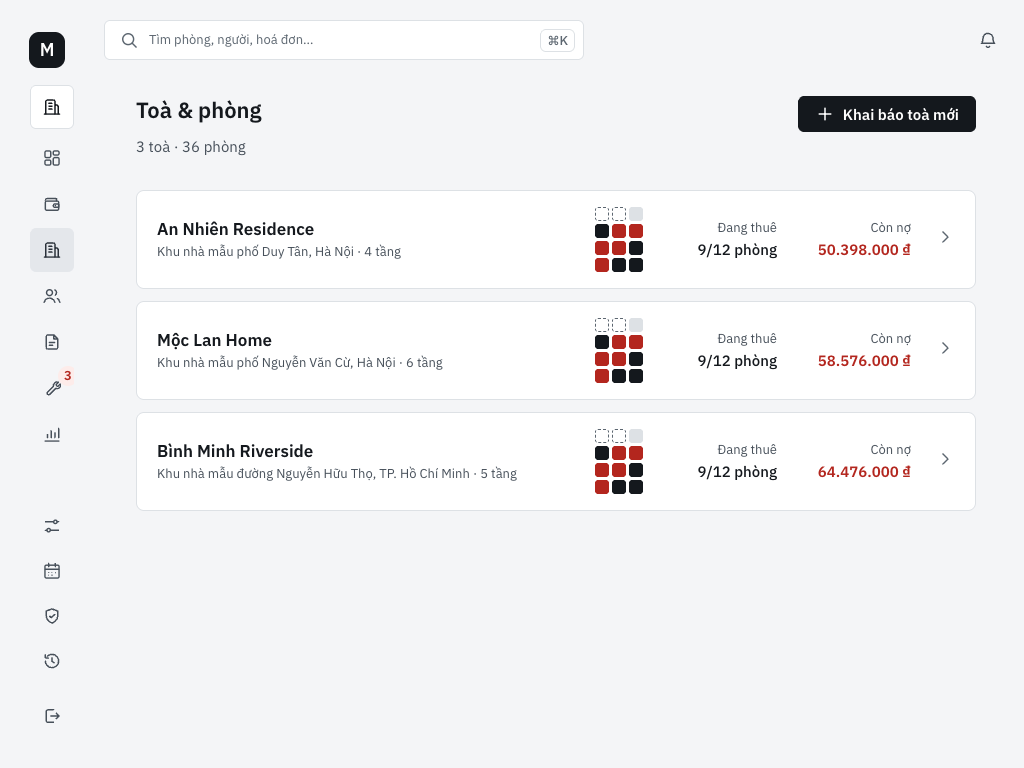 M
Tìm phòng, người, hoá đơn...
⌘K
Toà & phòng
3 toà · 36 phòng
Khai báo toà mới
An Nhiên Residence
Khu nhà mẫu phố Duy Tân, Hà Nội · 4 tầng
Đang thuê
9/12 phòng
Còn nợ
50.398.000 ₫
Mộc Lan Home
Khu nhà mẫu phố Nguyễn Văn Cừ, Hà Nội · 6 tầng
Đang thuê
9/12 phòng
Còn nợ
58.576.000 ₫
3
Bình Minh Riverside
Khu nhà mẫu đường Nguyễn Hữu Thọ, TP. Hồ Chí Minh · 5 tầng
Đang thuê
9/12 phòng
Còn nợ
64.476.000 ₫